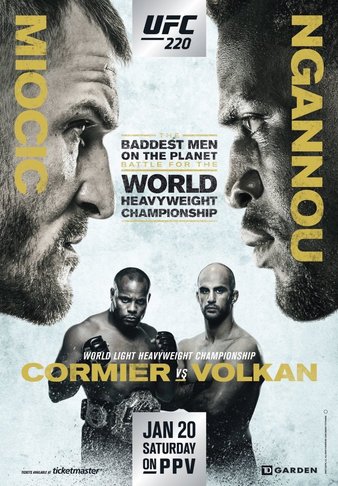 UFC
220
MIOCIC
NGANNOU
THE
BADDEST MEN
ON THE PLANET
BATTLE FOR THE
WORLD
HEAVYWEIGHT
CHAMPIONSHIP
WORLD LIGHT HEAVYWEIGHT CHAMPIONSHIP
CORMIER VS VOLKAN
JAN 20
SATURDAY
ON PPV
TICKETS AVAILABLE AT ticketmaster
TD GARDEN